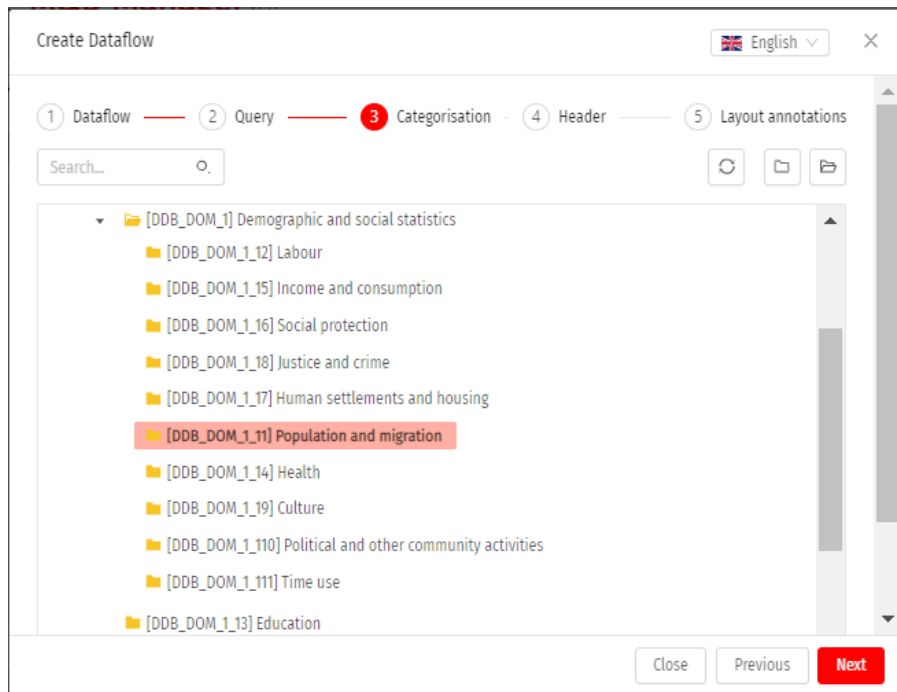 Create Dataflow
English
1 Dataflow 2 Query 3 Categorisation 4 Header 5 Layout annotations
Search...
[DDB_DOM_1] Demographic and social statistics
[DDB_DOM_1_12] Labour
[DDB_DOM_1_15] Income and consumption
[DDB_DOM_1_16] Social protection
[DDB_DOM_1_18] Justice and crime
[DDB_DOM_1_17] Human settlements and housing
[DDB_DOM_1_11] Population and migration
[DDB_DOM_1_14] Health
[DDB_DOM_1_19] Culture
[DDB_DOM_1_110] Political and other community activities
[DDB_DOM_1_111] Time use
[DDB_DOM_1_13] Education
Close Previous Next